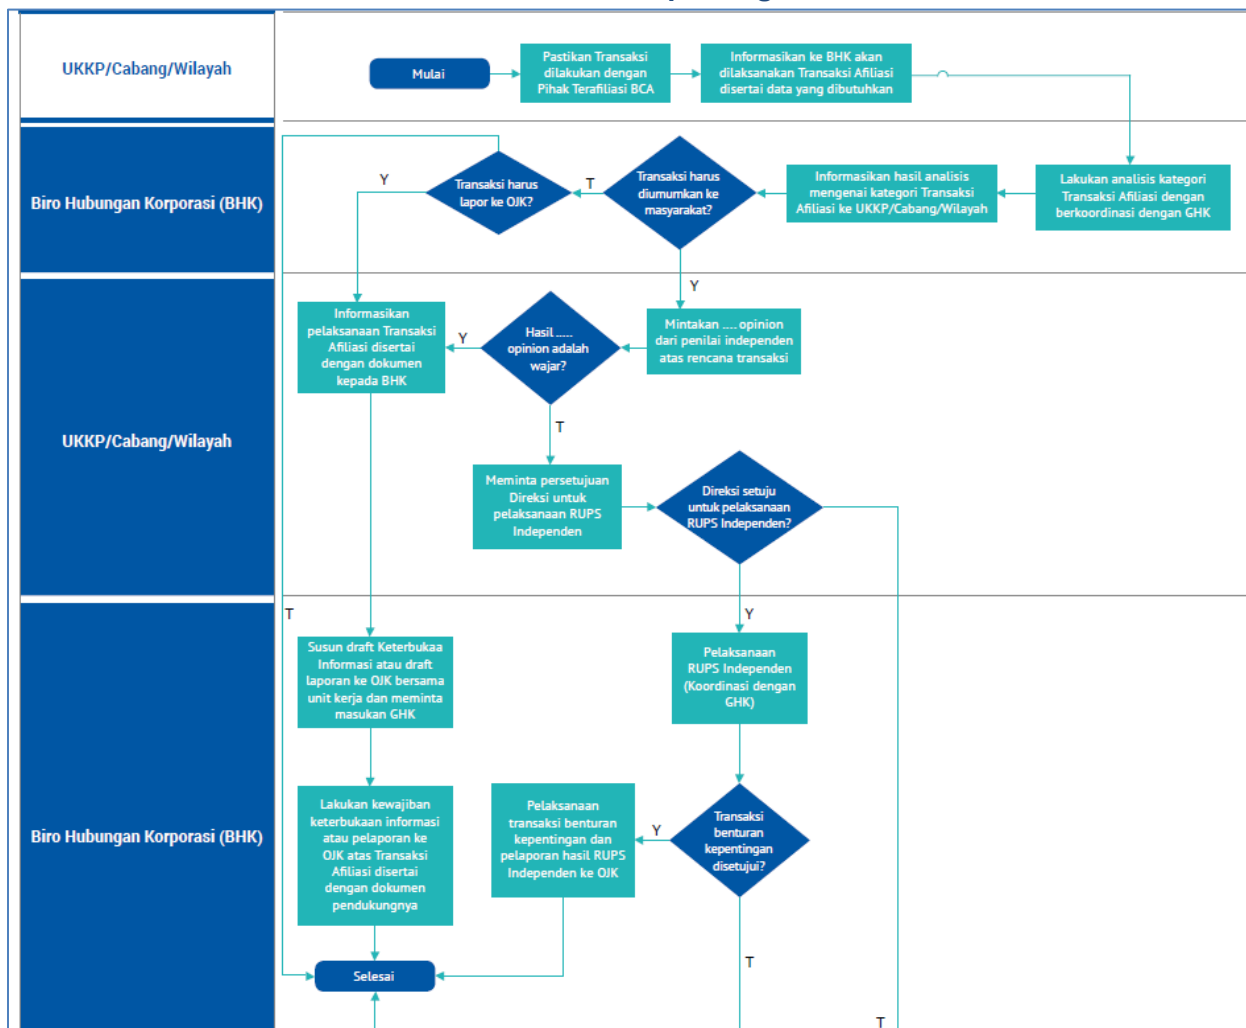 UKKP/Cabang/Wilayah
Mulai
Pastikan Transaksi
dilakukan dengan
Pihak Terafiliasi BCA
Informasikan ke BHK akan
dilaksanakan Transaksi Afiliasi
disertai data yang dibutuhkan
Biro Hubungan Korporasi (BHK)
Lakukan analisis kategori
Transaksi Afiliasi dengan
berkoordinasi dengan GHK
Informasikan hasil analisis
mengenai kategori Transaksi
Afiliasi ke UKKP/Cabang/Wilayah
Transaksi harus
diumumkan ke
masyarakat?
T
Transaksi harus
lapor ke OJK?
Y
Y
UKKP/Cabang/Wilayah
Mintakan .... opinion
dari penilai independen
atas rencana transaksi
Hasil .....
opinion adalah
wajar?
Y
Informasikan
pelaksanaan Transaksi
Afiliasi disertai
dengan dokumen
kepada BHK
T
Meminta persetujuan
Direksi untuk
pelaksanaan RUPS
Independen
Direksi setuju
untuk pelaksanaan
RUPS Independen?
Y
T
Biro Hubungan Korporasi (BHK)
Susun draft Keterbukaa
Informasi atau draft
laporan ke OJK bersama
unit kerja dan meminta
masukan GHK
Pelaksanaan
RUPS Independen
(Koordinasi dengan
GHK)
Lakukan kewajiban
keterbukaan informasi
atau pelaporan ke
OJK atas Transaksi
Afiliasi disertai
dengan dokumen
pendukungnya
Pelaksanaan
transaksi benturan
kepentingan dan
pelaporan hasil RUPS
Independen ke OJK
Y
Transaksi
benturan
kepentingan
disetujui?
T
Selesai
T